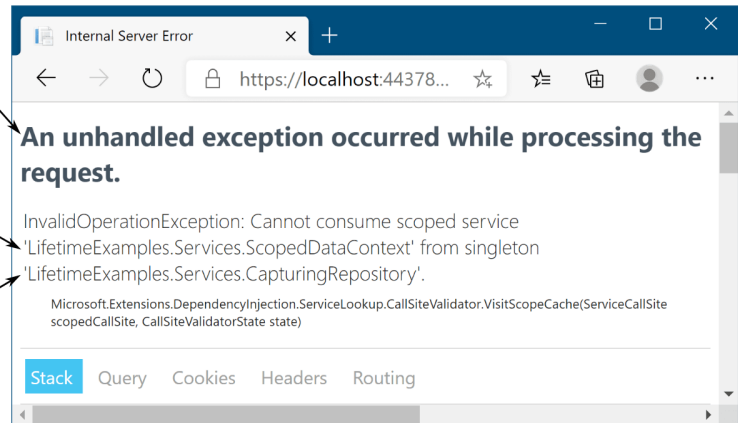 Internal Server Error
https://localhost:44378...
An unhandled exception occurred while processing the
request.
InvalidOperationException: Cannot consume scoped service
'LifetimeExamples.Services.ScopedDataContext' from singleton
'LifetimeExamples.Services.CapturingRepository'.
Microsoft.Extensions.DependencyInjection.ServiceLookup.CallSiteValidator.VisitScopeCache(ServiceCallSite
scopedCallSite, CallSiteValidatorState state)
Stack Query Cookies Headers Routing